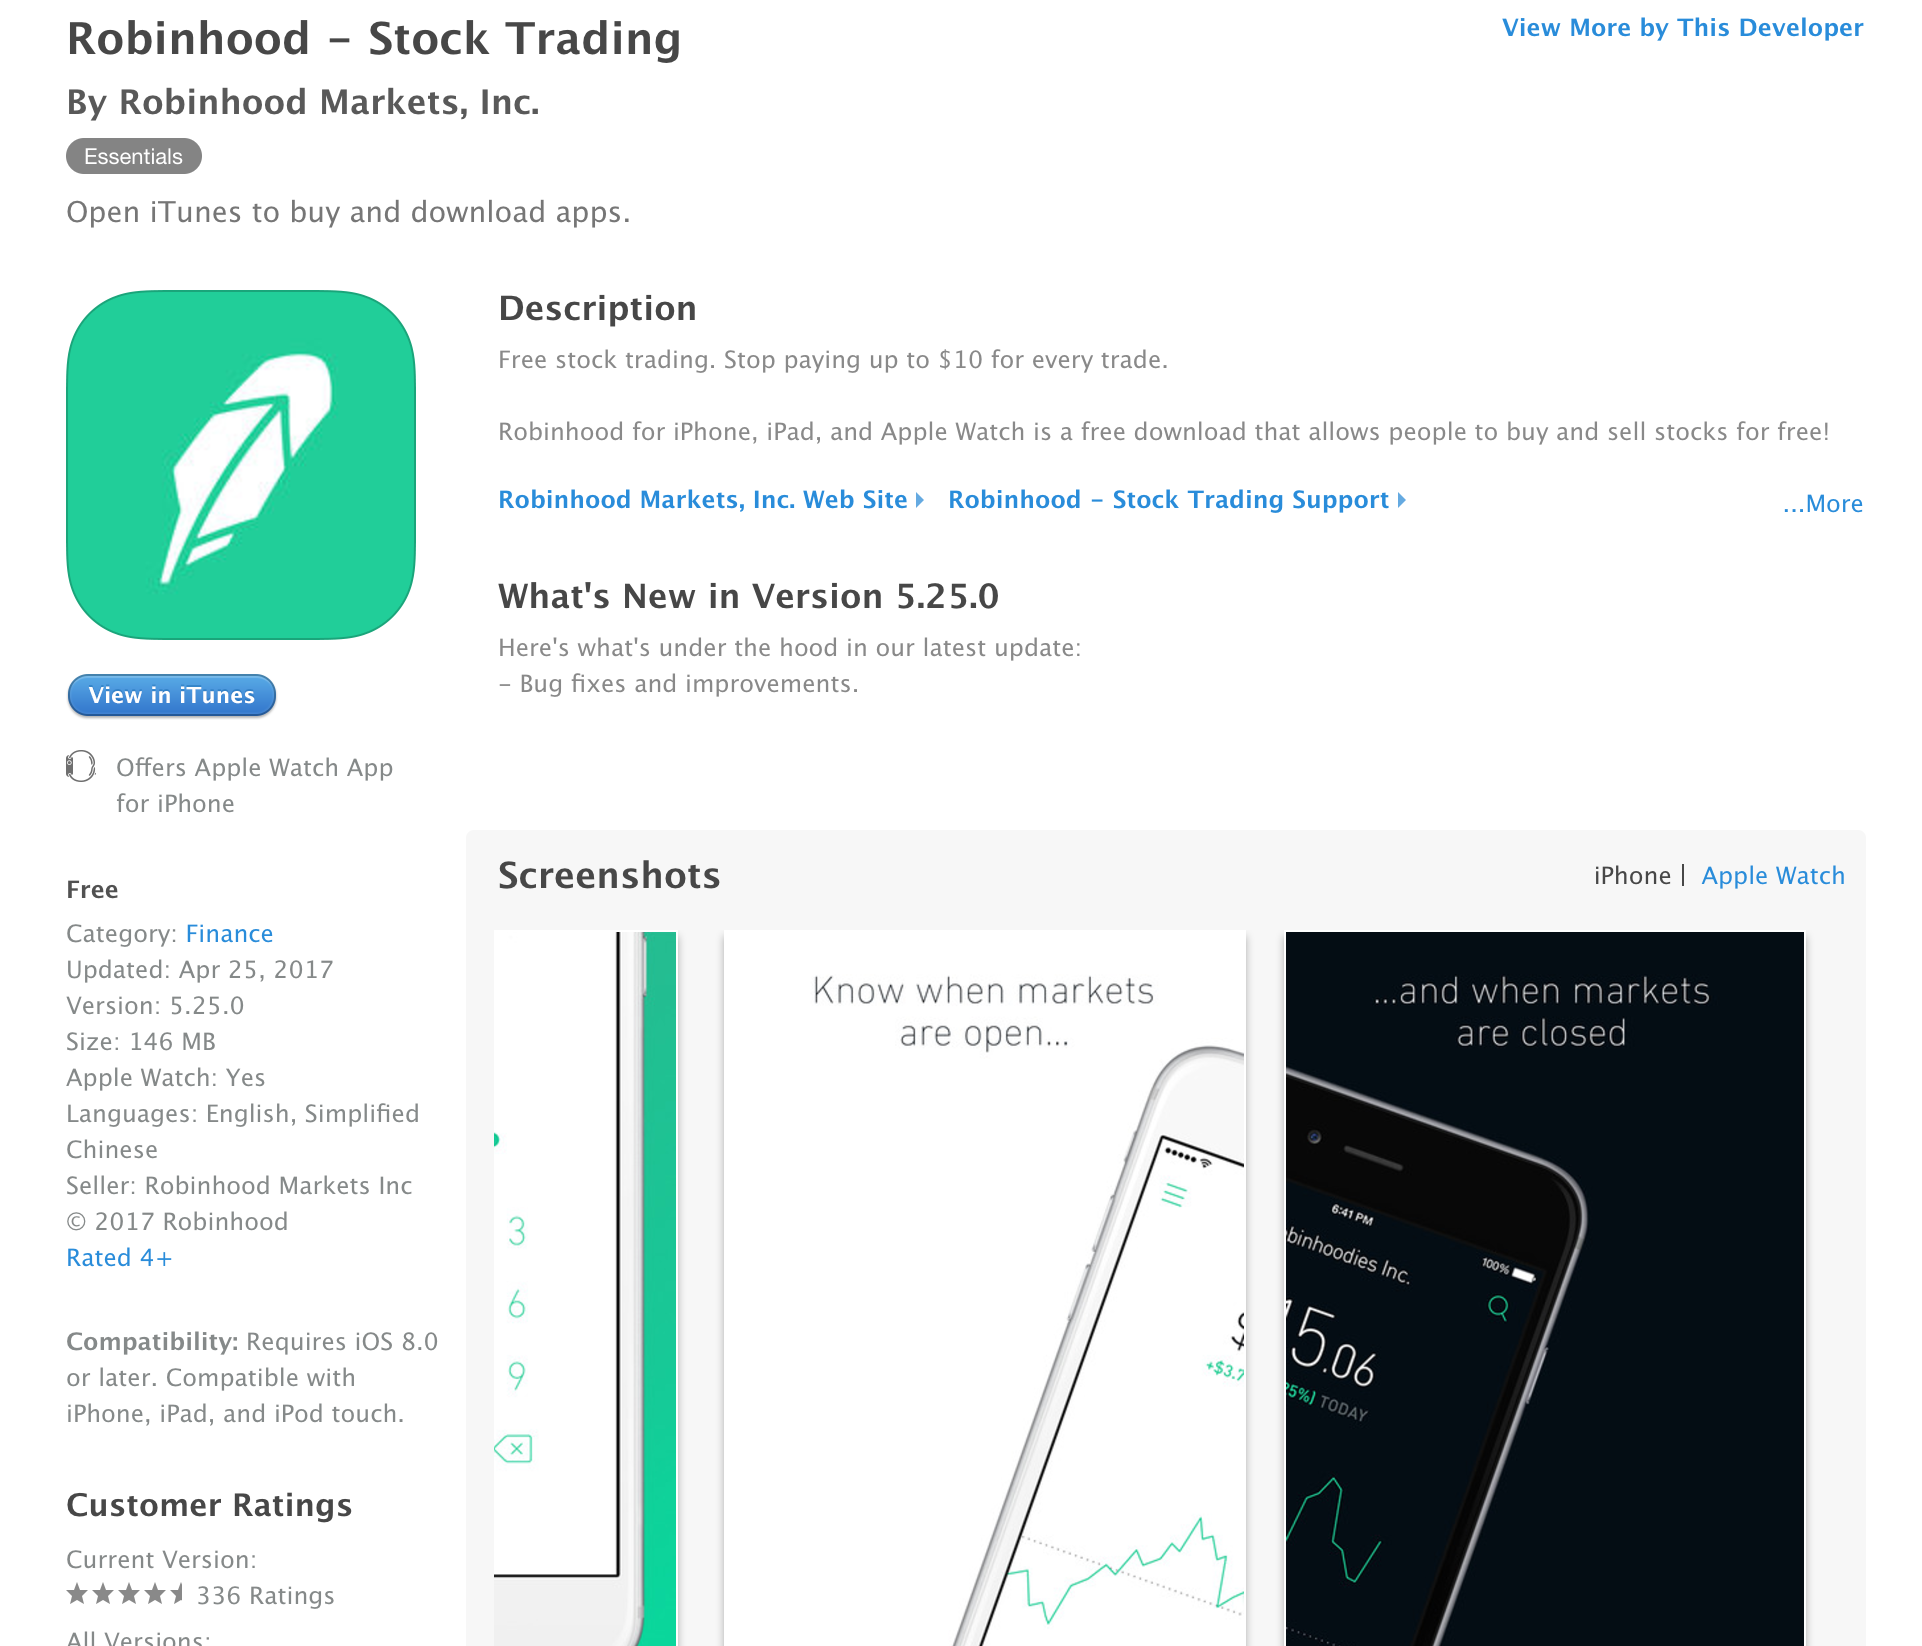 Robinhood – Stock Trading
View More by This Developer
By Robinhood Markets, Inc.
Essentials
Open iTunes to buy and download apps.
Description
Free stock trading. Stop paying up to $10 for every trade.
Robinhood for iPhone, iPad, and Apple Watch is a free download that allows people to buy and sell stocks for free!
Robinhood Markets, Inc. Web Site
Robinhood – Stock Trading Support
...More
What's New in Version 5.25.0
Here's what's under the hood in our latest update:
– Bug fixes and improvements.
View in iTunes
Offers Apple Watch App
for iPhone
Free
Category: Finance
Updated: Apr 25, 2017
Version: 5.25.0
Size: 146 MB
Apple Watch: Yes
Languages: English, Simplified
Chinese
Seller: Robinhood Markets Inc
© 2017 Robinhood
Rated 4+
Compatibility: Requires iOS 8.0
or later. Compatible with
iPhone, iPad, and iPod touch.
Customer Ratings
Current Version:
336 Ratings
All Versions:
Screenshots
iPhone | Apple Watch
3
6
9
Know when markets
are open...
$
+$3.7
...and when markets
are closed
6:41 PM
100%
binhoodies Inc.
15.06
25%) TODAY